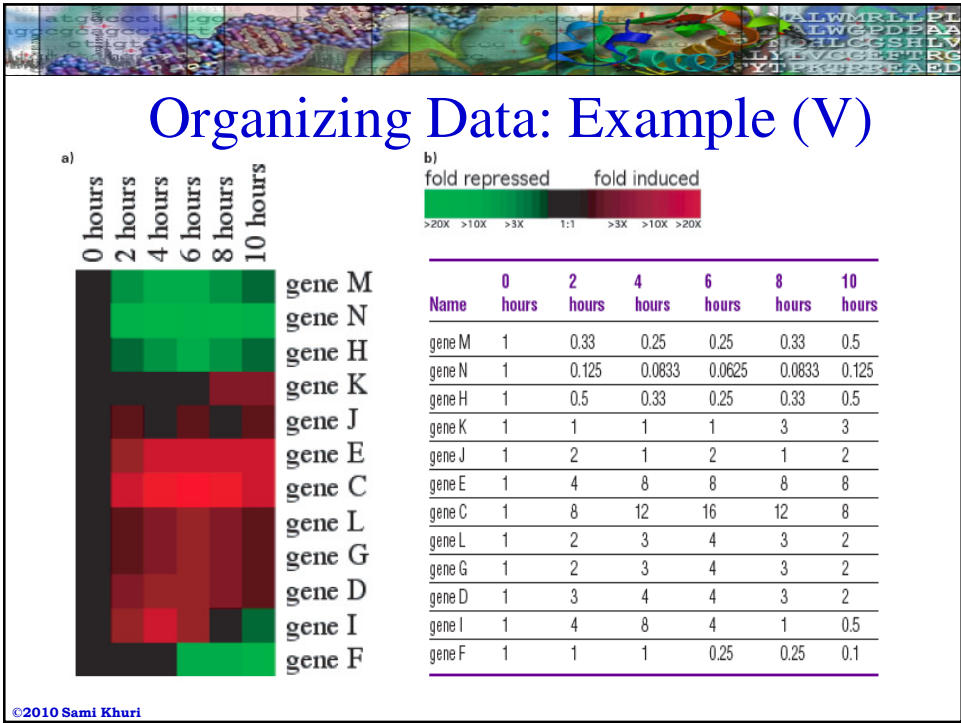 ALWMRLLPL
ALWGPDPAA
LYLVCGERG
Organizing Data: Example (V)
a)
0 hours
2 hours
4 hours
6 hours
8 hours
10 hours
gene M
gene N
gene H
gene K
gene J
gene E
gene C
gene L
gene G
gene D
gene I
gene F
b)
fold repressed fold induced
>20X >10X >3X 1:1 >3X >10X >20X
0 2 4 6 8 10
Name hours hours hours hours hours hours
gene M 1 0.33 0.25 0.25 0.33 0.5
gene N 1 0.125 0.0833 0.0625 0.0833 0.125
gene H 1 0.5 0.33 0.25 0.33 0.5
gene K 1 1 1 1 3 3
gene J 1 2 1 2 1 2
gene E 1 4 8 8 8 8
gene C 1 8 12 16 12 8
gene L 1 2 3 4 3 2
gene G 1 2 3 4 3 2
gene D 1 3 4 4 3 2
gene I 1 4 8 4 1 0.5
gene F 1 1 1 0.25 0.25 0.1
©2010 Sami Khuri